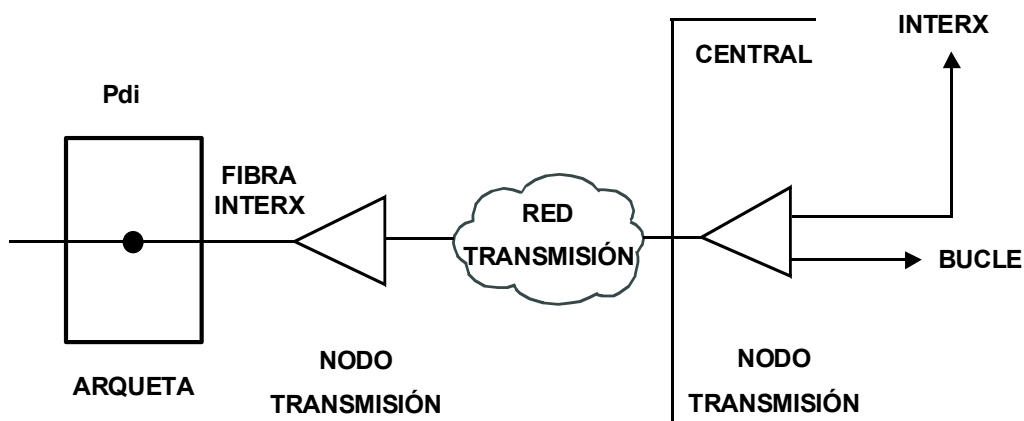 INTERX
CENTRAL
Pdi
FIBRA
INTERX
RED
TRANSMISIÓN
BUCLE
ARQUETA
NODO
TRANSMISIÓN
NODO
TRANSMISIÓN